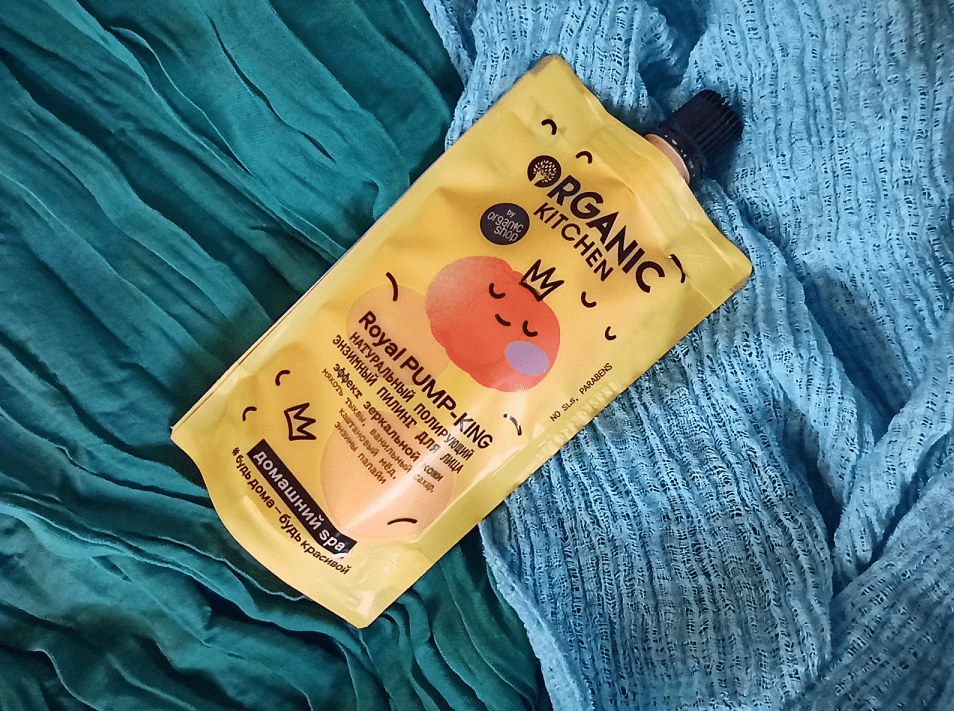 ORGANIC
KITCHEN
by
organic
shop
Royal PUMP-KING
НАТУРАЛЬНЫЙ ПОЛИРУЮЩИЙ
ЭНЗИМНЫЙ ПИЛИНГ ДЛЯ ЛИЦА
эффект зеркальной кожи
мякоть тыквы, ванильный сахар,
каштановый мёд,
энзимы папайи
NO SLS, PARABENS
домашний spa
#будь дома — будь красивой